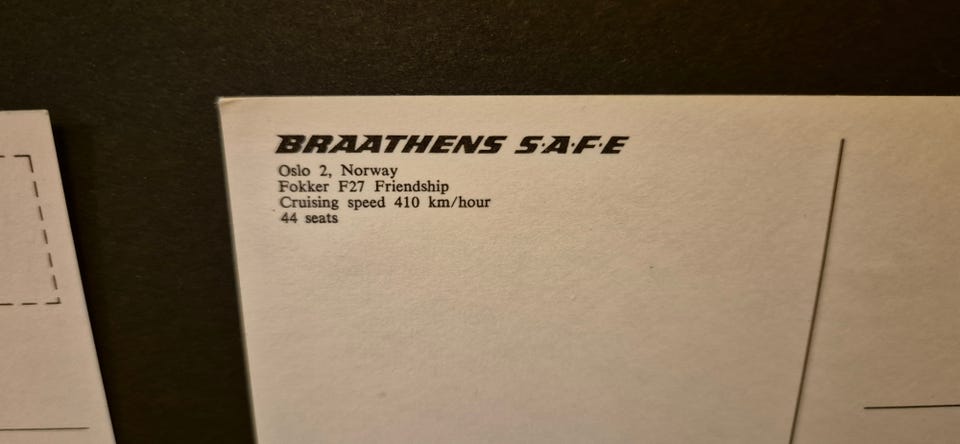 BRAATHENS S·A·F·E
Oslo 2, Norway
Fokker F27 Friendship
Cruising speed 410 km/hour
44 seats